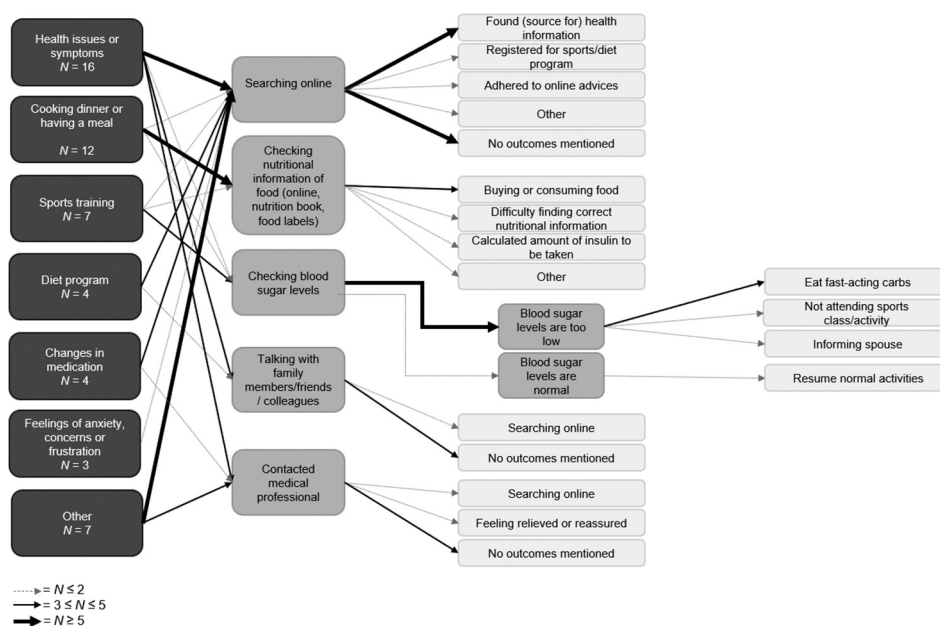 Health issues or
symptoms
N = 16
Cooking dinner or
having a meal
N = 12
Sports training
N = 7
Diet program
N = 4
Changes in
medication
N = 4
Feelings of anxiety,
concerns or
frustration
N = 3
Other
N = 7
Searching online
Checking
nutritional
information of
food (online,
nutrition book,
food labels)
Checking blood
sugar levels
Talking with
family
members/friends
/ colleagues
Contacted
medical
professional
Found (source for) health
information
Registered for sports/diet
program
Adhered to online advices
Other
No outcomes mentioned
Buying or consuming food
Difficulty finding correct
nutritional information
Calculated amount of insulin to
be taken
Other
Blood sugar
levels are too
low
Blood sugar
levels are
normal
Eat fast-acting carbs
Not attending sports
class/activity
Informing spouse
Resume normal activities
Searching online
No outcomes mentioned
Searching online
Feeling relieved or reassured
No outcomes mentioned
= N ≤ 2
= 3 ≤ N ≤ 5
= N ≥ 5